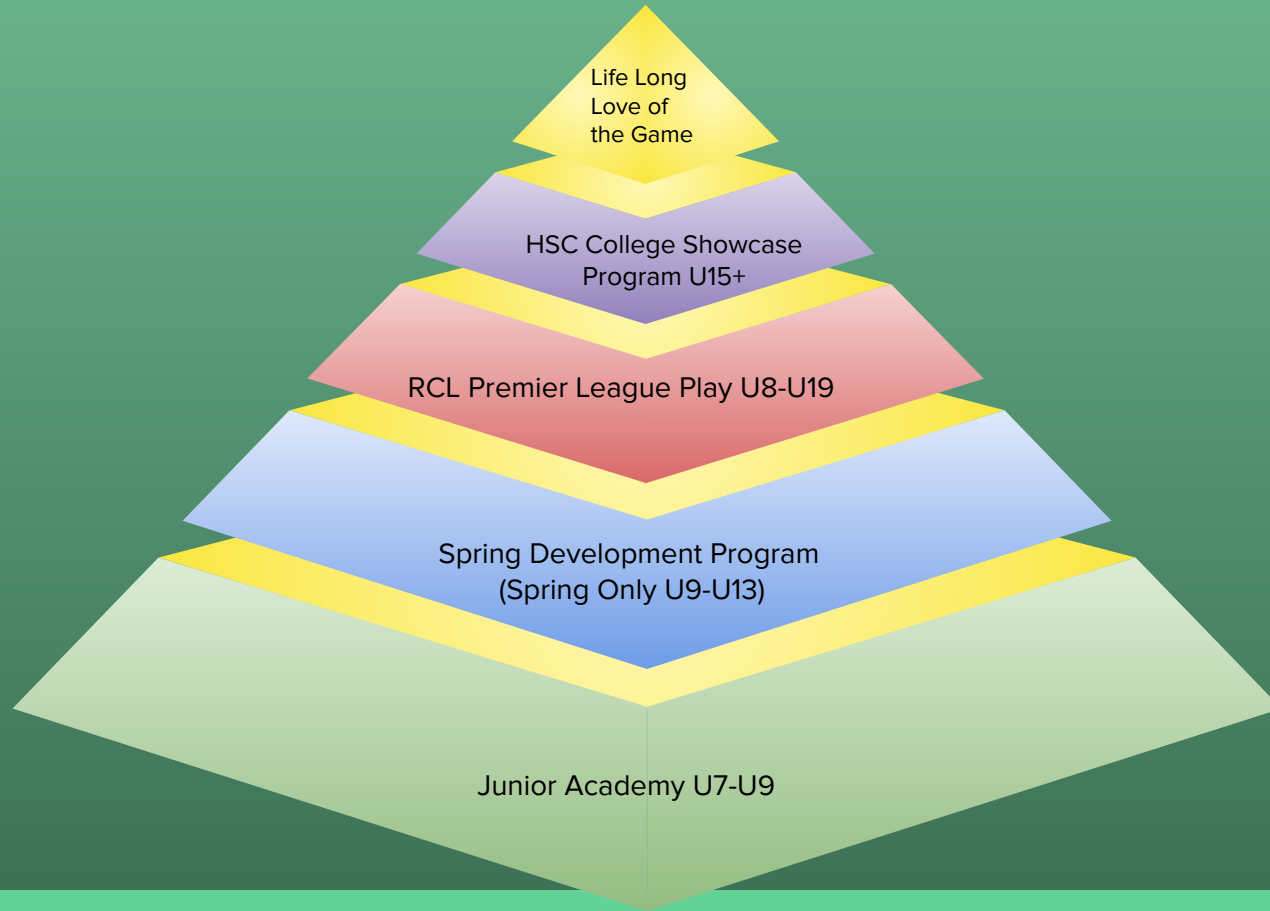 Life Long
Love of
the Game
HSC College Showcase
Program U15+
RCL Premier League Play U8-U19
Spring Development Program
(Spring Only U9-U13)
Junior Academy U7-U9